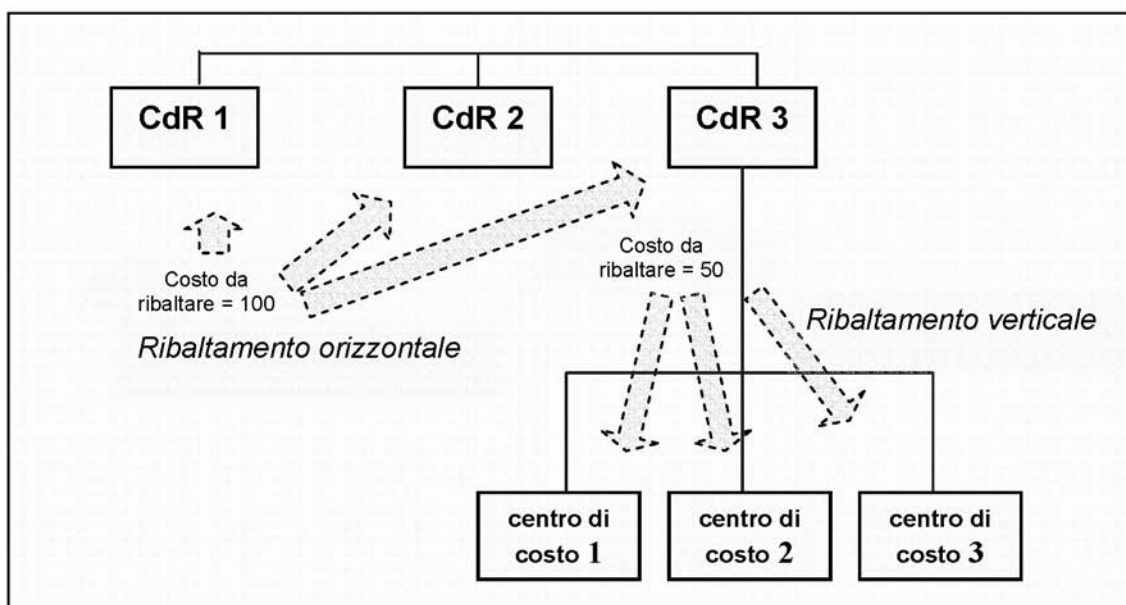 CdR 1
CdR 2
CdR 3
Costo da
ribaltare = 100
Ribaltamento orizzontale
Costo da
ribaltare = 50
Ribaltamento verticale
centro di
costo 1
centro di
costo 2
centro di
costo 3